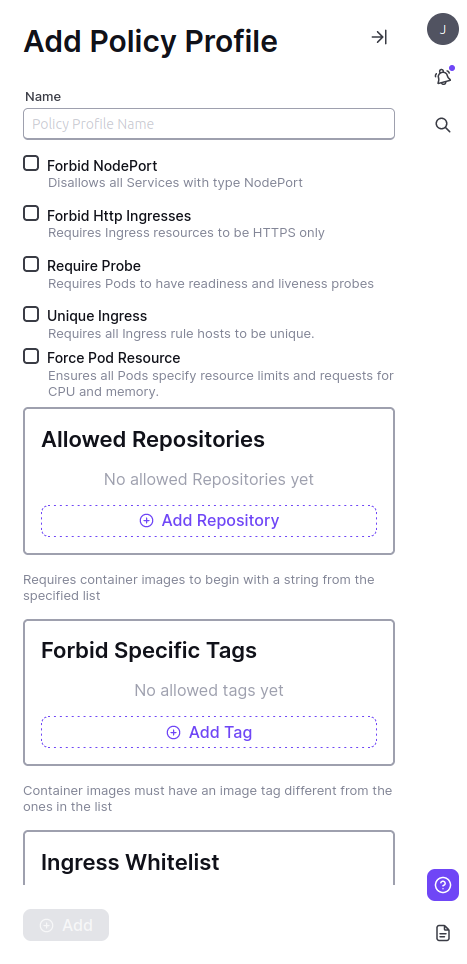 Add Policy Profile
J
Name
Policy Profile Name
Forbid NodePort
Disallows all Services with type NodePort
Forbid Http Ingresses
Requires Ingress resources to be HTTPS only
Require Probe
Requires Pods to have readiness and liveness probes
Unique Ingress
Requires all Ingress rule hosts to be unique.
Force Pod Resource
Ensures all Pods specify resource limits and requests for
CPU and memory.
Allowed Repositories
No allowed Repositories yet
Add Repository
Requires container images to begin with a string from the
specified list
Forbid Specific Tags
No allowed tags yet
Add Tag
Container images must have an image tag different from the
ones in the list
Ingress Whitelist
Add